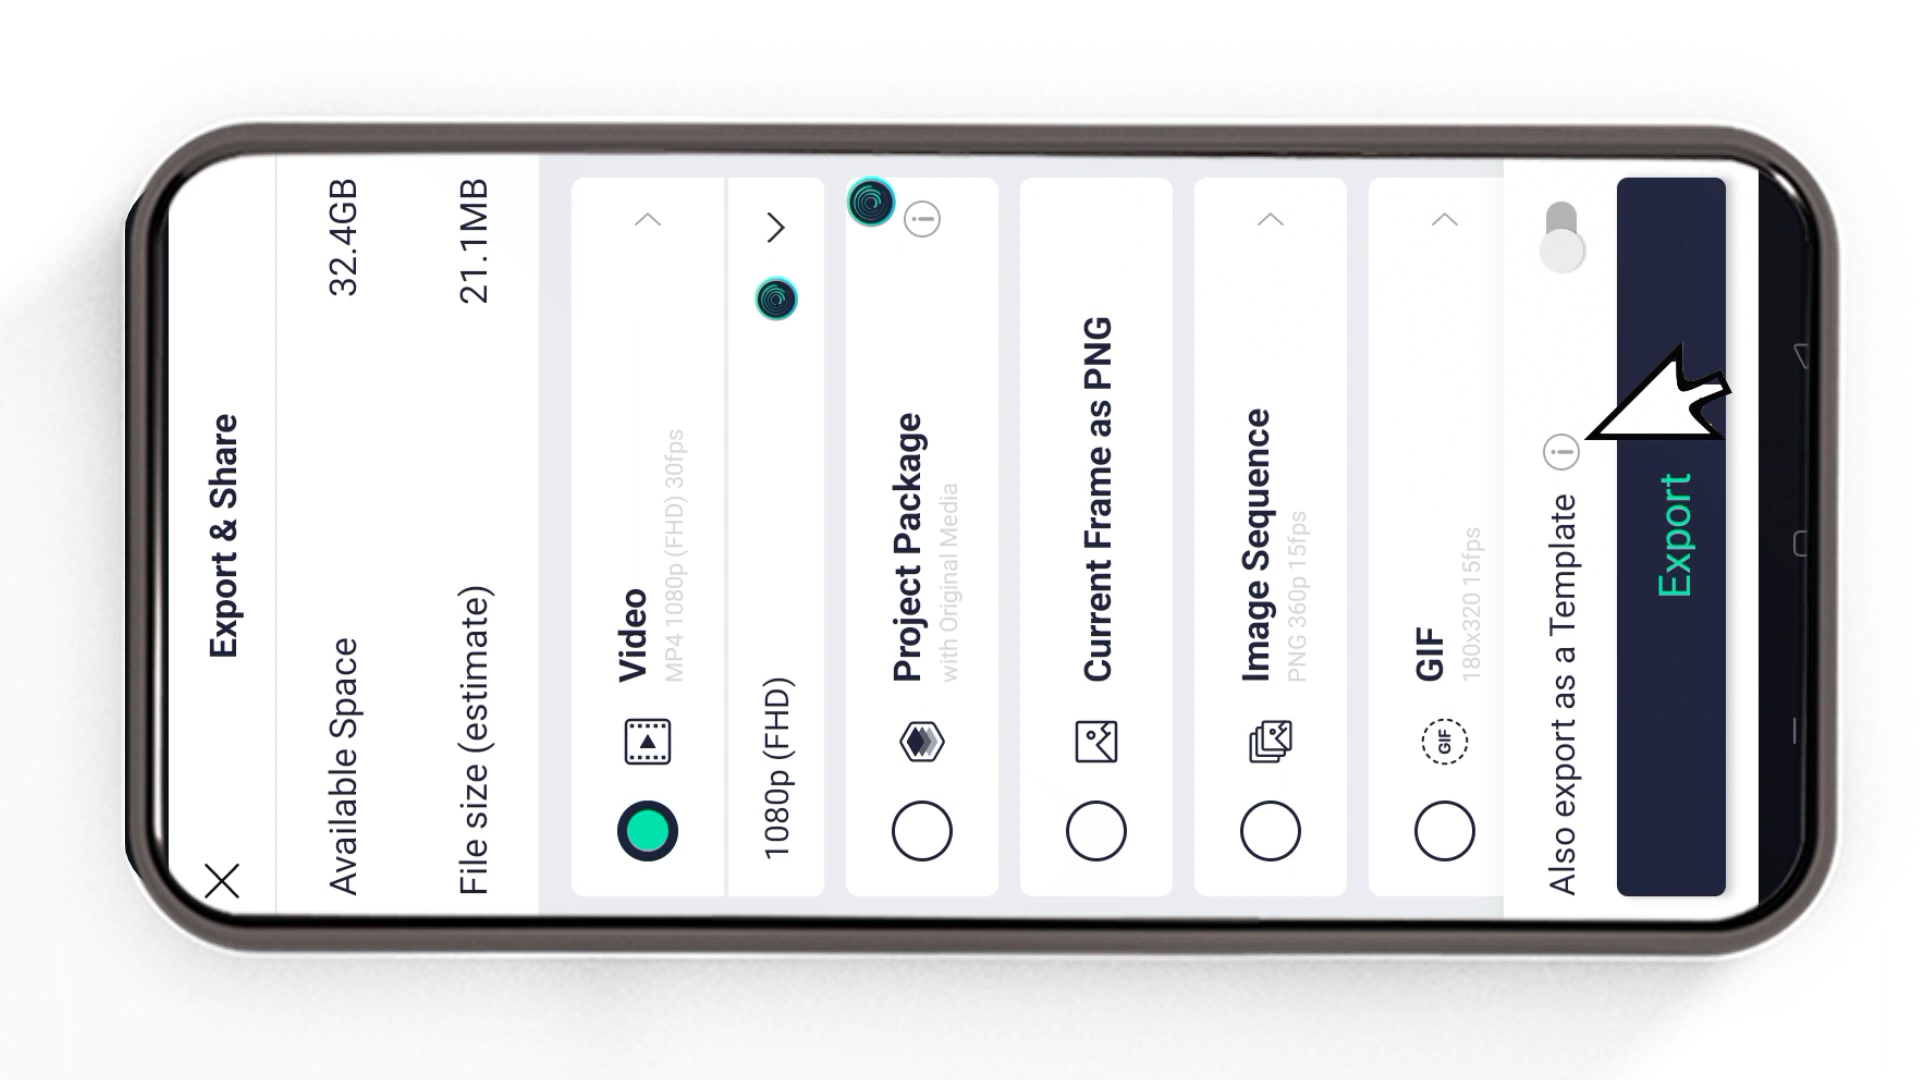 Export & Share
Available Space 32.4GB
File size (estimate) 21.1MB
Video
MP4 1080p (FHD) 30fps
1080p (FHD)
Project Package
with Original Media
Current Frame as PNG
Image Sequence
PNG 360p 15fps
GIF
GIF
180x320 15fps
Also export as a Template
Export